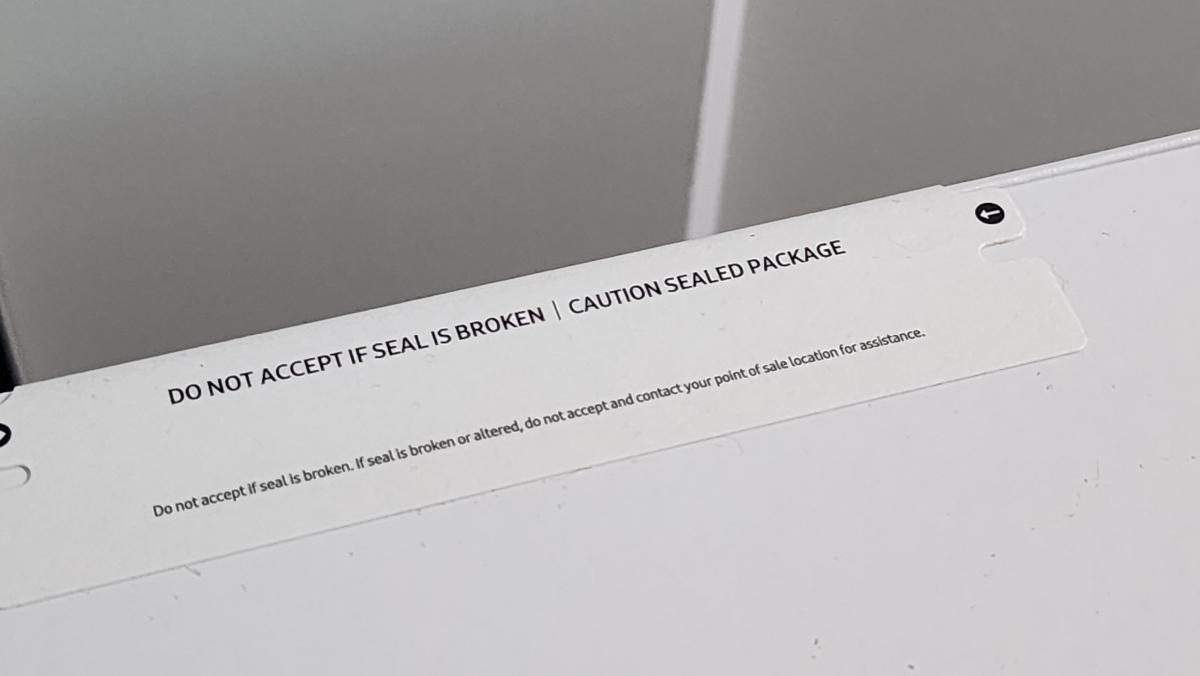 DO NOT ACCEPT IF SEAL IS BROKEN | CAUTION SEALED PACKAGE
Do not accept if seal is broken. If seal is broken or altered, do not accept and contact your point of sale location for assistance.